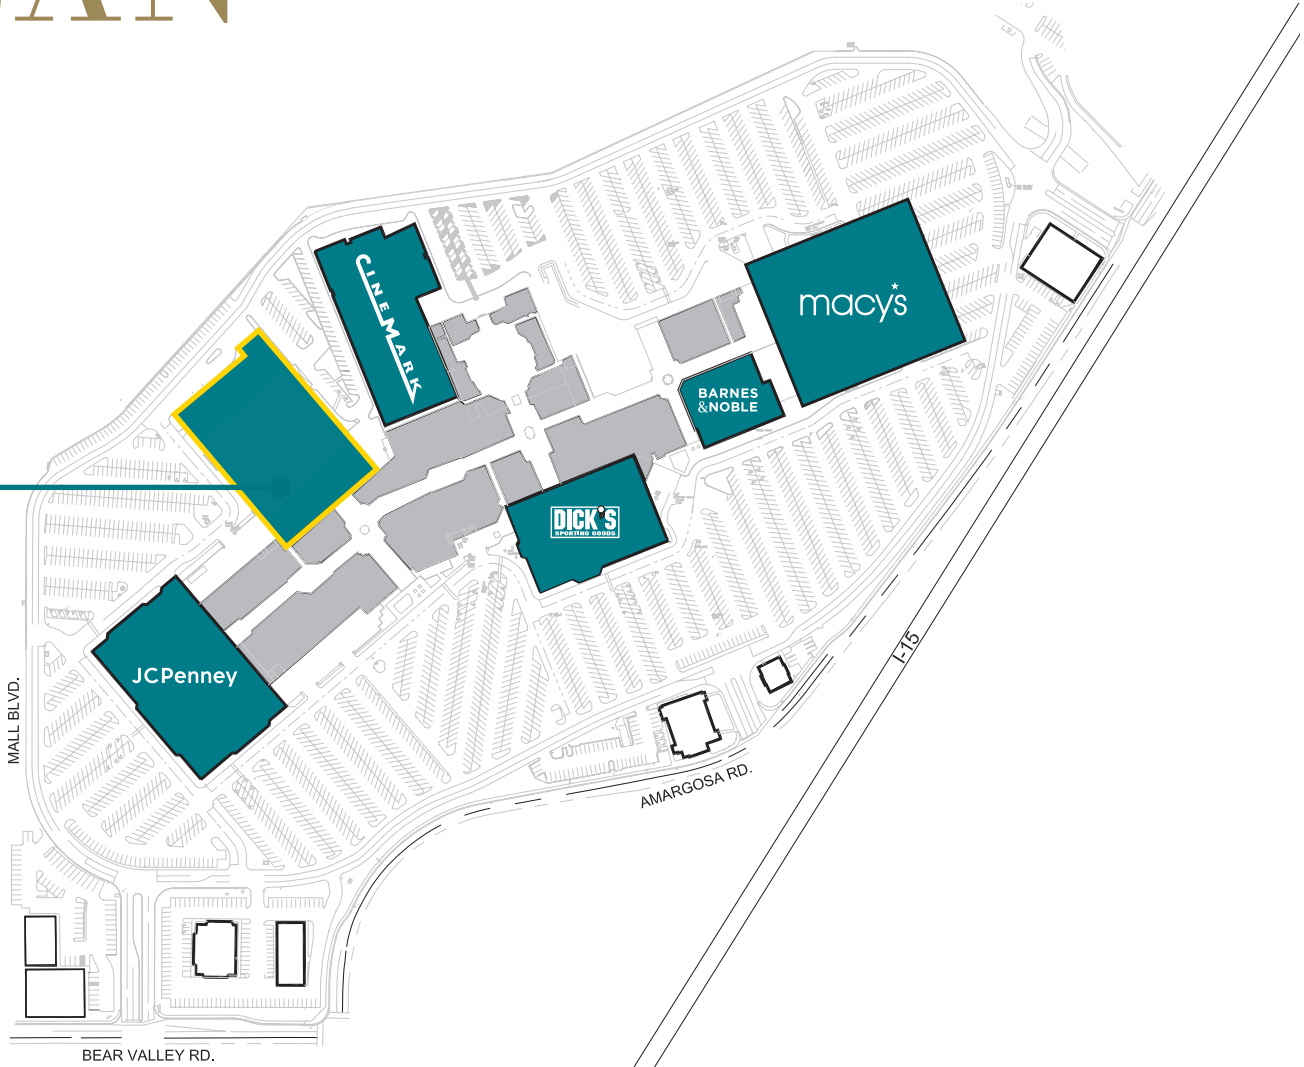 CINEMARK
macy's
BARNES
&NOBLE
DICK'S
SPORTING GOODS
JCPenney
MALL BLVD.
I-15
AMARGOSA RD.
BEAR VALLEY RD.